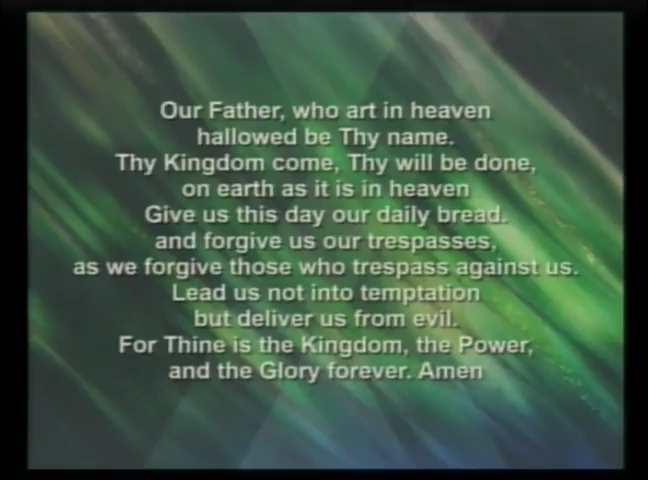 Our Father, who art in heaven
hallowed be Thy name.
Thy Kingdom come, Thy will be done,
on earth as it is in heaven
Give us this day our daily bread.
and forgive us our trespasses,
as we forgive those who trespass against us.
Lead us not into temptation
but deliver us from evil.
For Thine is the Kingdom, the Power,
and the Glory forever. Amen